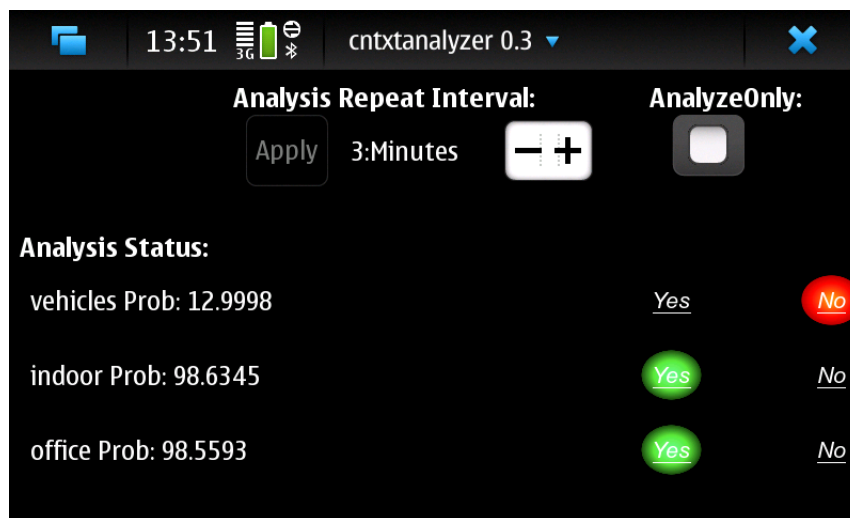 13:51 3G cntxtanalyzer 0.3
Analysis Repeat Interval: AnalyzeOnly:
Apply 3:Minutes − +
Analysis Status:
vehicles Prob: 12.9998 Yes No
indoor Prob: 98.6345 Yes No
office Prob: 98.5593 Yes No